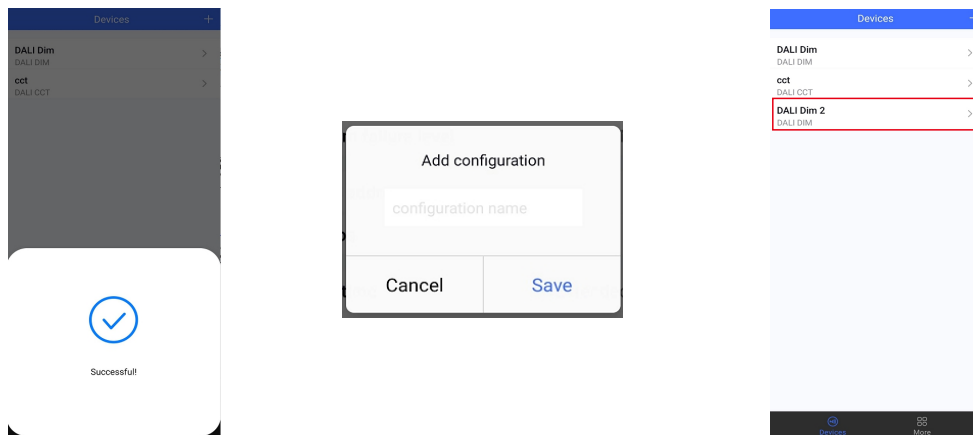 Devices
DALI Dim
DALI DIM
cct
DALI CCT
Successful!
Add configuration
configuration name
Cancel
Save
Devices
DALI Dim
DALI DIM
cct
DALI CCT
DALI Dim 2
DALI DIM
Devices
More